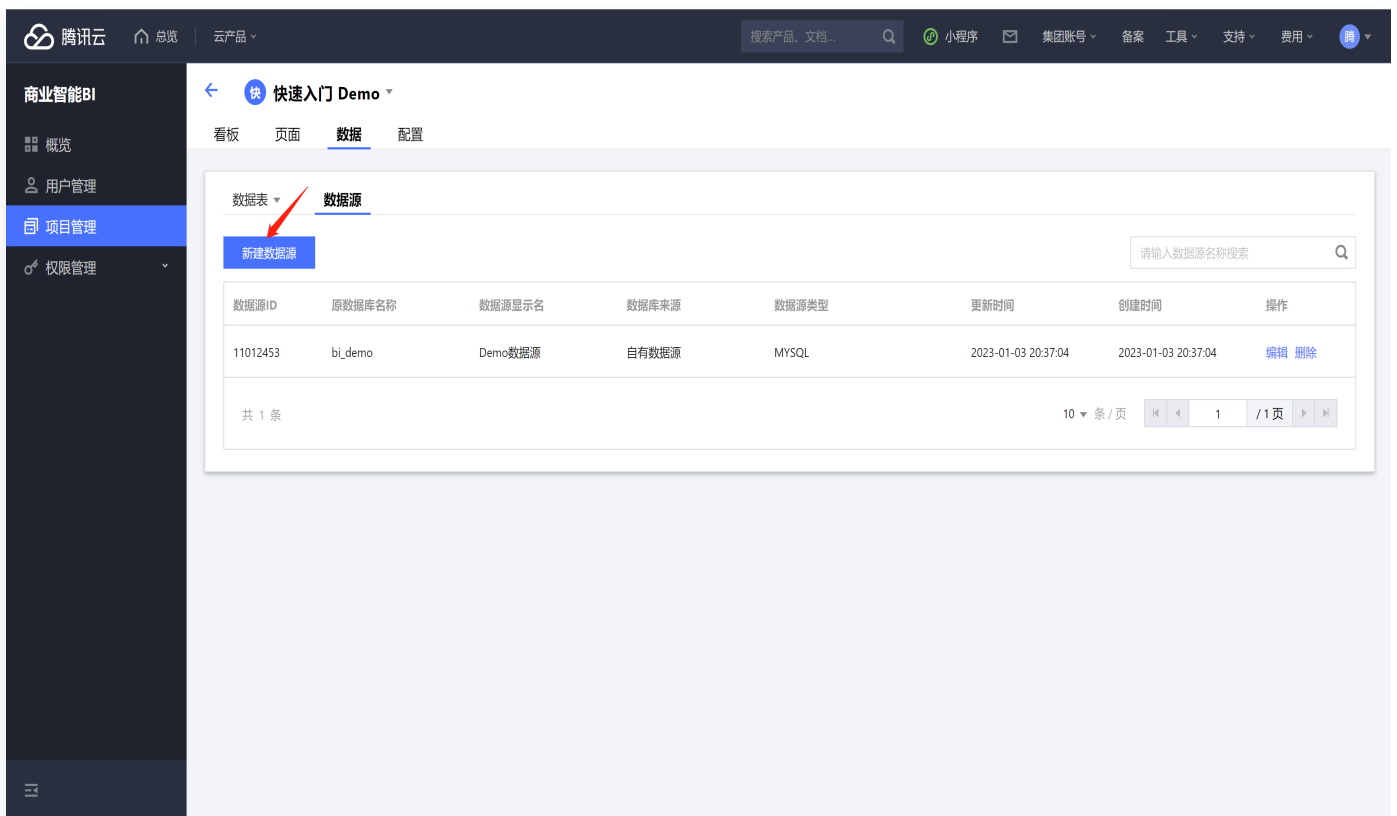 腾讯云 总览 云产品 搜索产品、文档... 小程序 集团账号 备案 工具 支持 费用 腾
商业智能BI
概览
用户管理
项目管理
权限管理
快 快速入门 Demo
看板 页面 数据 配置
数据表 数据源
新建数据源 请输入数据源名称搜索
数据源ID 原数据库名称 数据源显示名 数据库来源 数据源类型 更新时间 创建时间 操作
11012453 bi_demo Demo数据源 自有数据源 MYSQL 2023-01-03 20:37:04 2023-01-03 20:37:04 编辑 删除
共 1 条 10 条 / 页 1 / 1 页